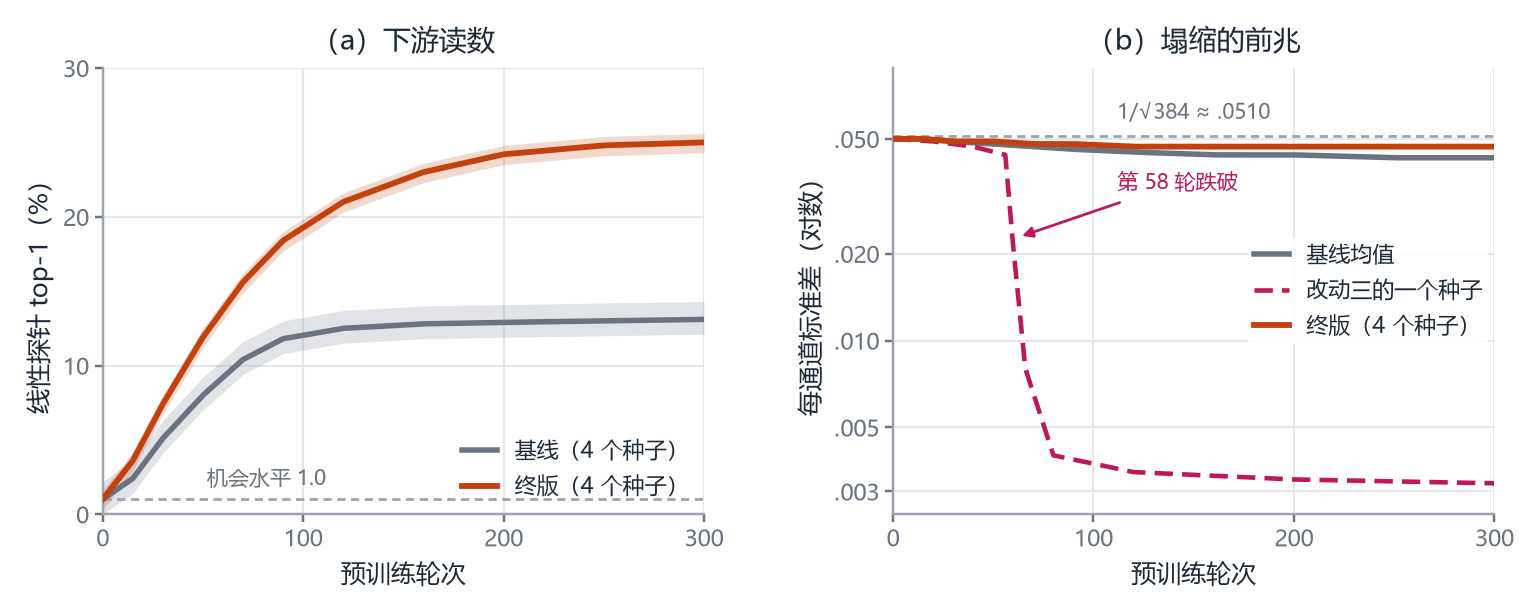 （a）下游读数
线性探针 top-1（%）
30
20
10
0
机会水平 1.0
基线（4 个种子）
终版（4 个种子）
0
100
200
300
预训练轮次
（b）塌缩的前兆
每通道标准差（对数）
.050
.020
.010
.005
.003
1/√384 ≈ .0510
第 58 轮跌破
基线均值
改动三的一个种子
终版（4 个种子）
0
100
200
300
预训练轮次